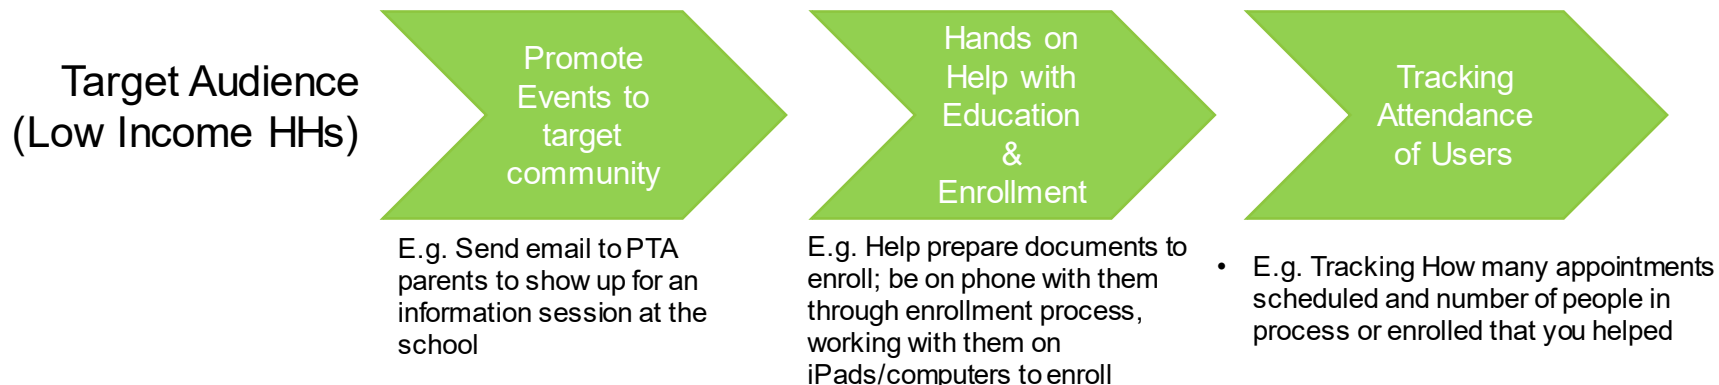 Target Audience
(Low Income HHs)
Promote
Events to
target
community
Hands on
Help with
Education
&
Enrollment
Tracking
Attendance
of Users
E.g. Send email to PTA
parents to show up for an
information session at the
school
E.g. Help prepare documents to
enroll; be on phone with them
through enrollment process,
working with them on
iPads/computers to enroll
• E.g. Tracking How many appointments
scheduled and number of people in
process or enrolled that you helped